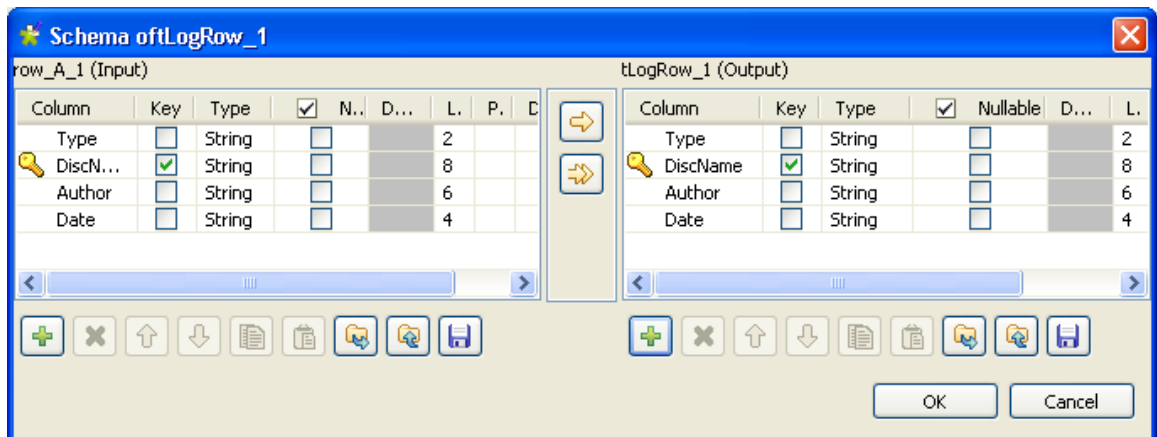 Schema oftLogRow_1
row_A_1 (Input) tLogRow_1 (Output)
Column Key Type N.. D... L. P. D Column Key Type Nullable D... L.
Type String 2 Type String 2
DiscN... String 8 DiscName String 8
Author String 6 Author String 6
Date String 4 Date String 4
OK Cancel